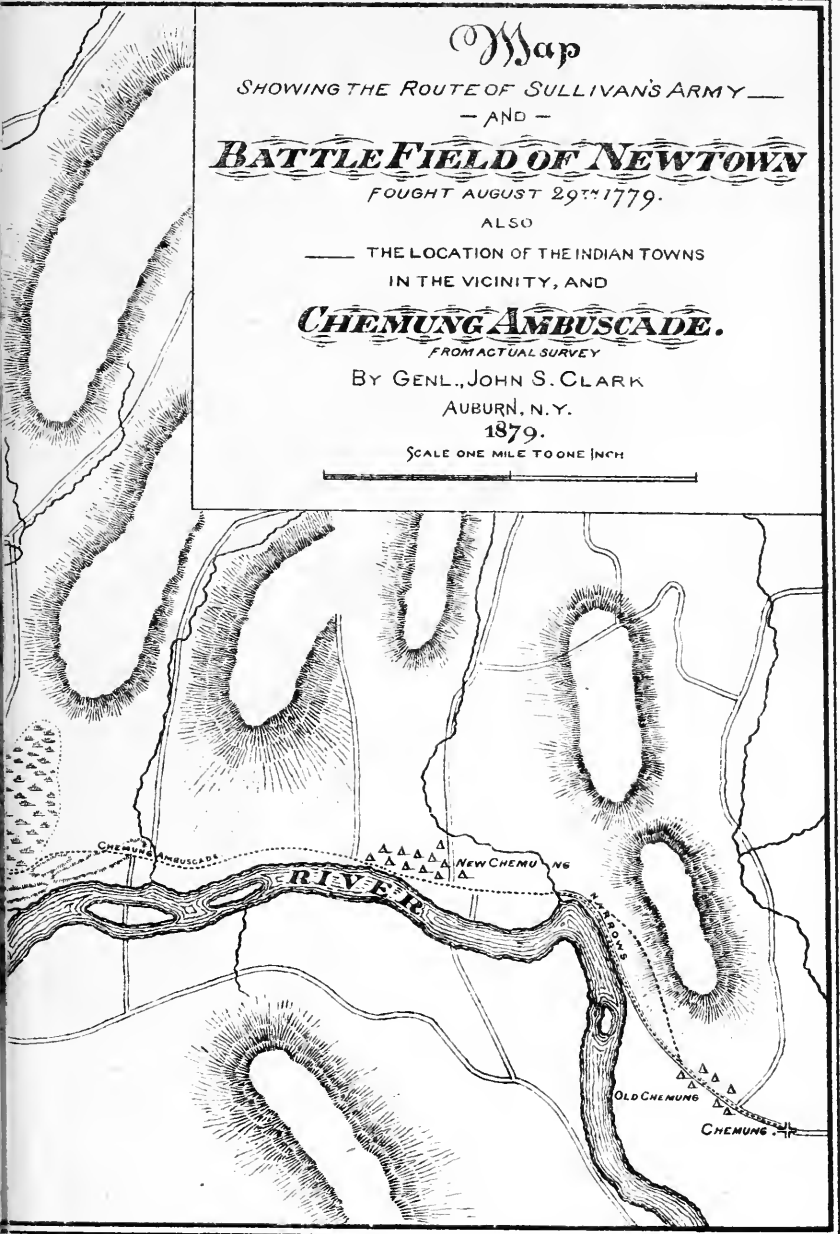 Map
SHOWING THE ROUTE OF SULLIVAN'S ARMY
— AND —
BATTLE FIELD OF NEWTOWN
FOUGHT AUGUST 29TH 1779.
ALSO
THE LOCATION OF THE INDIAN TOWNS
IN THE VICINITY, AND
CHEMUNG AMBUSCADE.
FROM ACTUAL SURVEY
BY GENL., JOHN S. CLARK
AUBURN, N.Y.
1879.
SCALE ONE MILE TO ONE INCH
CHEMUNG AMBUSCADE
NEW CHEMUNG
RIVER
NARROWS
OLD CHEMUNG
CHEMUNG.